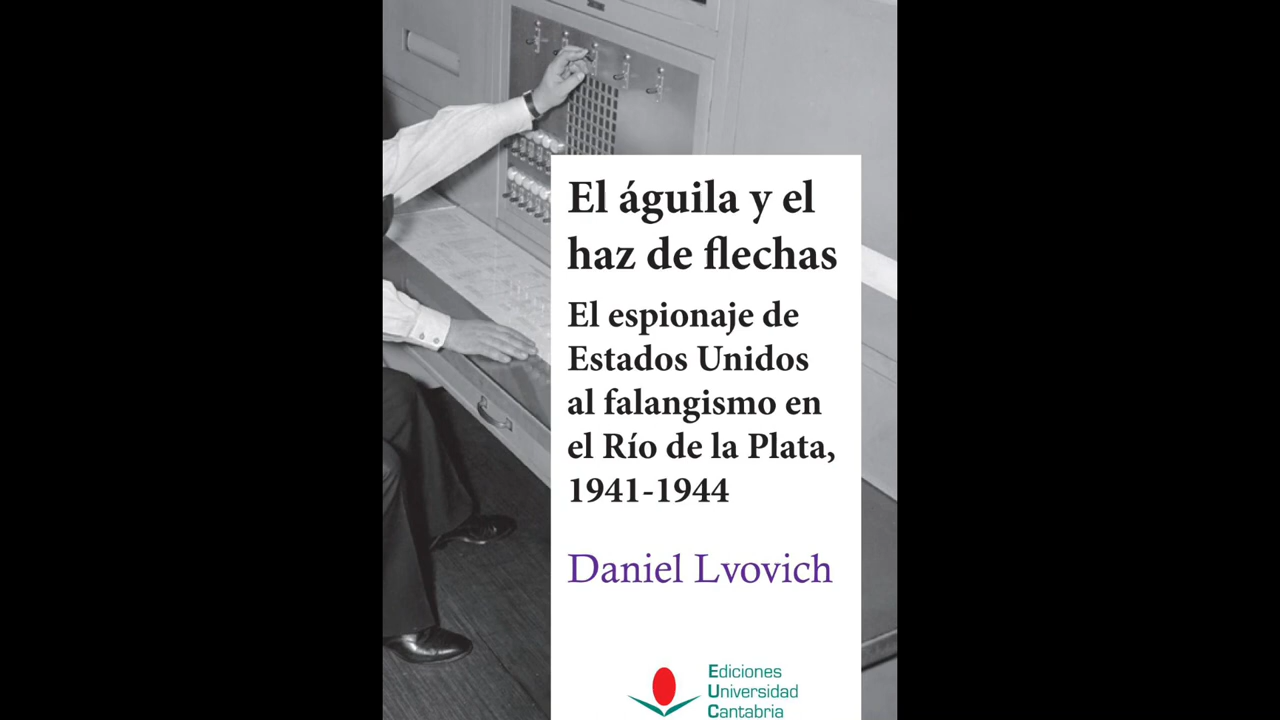 El águila y el
haz de flechas
El espionaje de
Estados Unidos
al falangismo en
el Río de la Plata,
1941-1944
Daniel Lvovich
Ediciones
Universidad
Cantabria